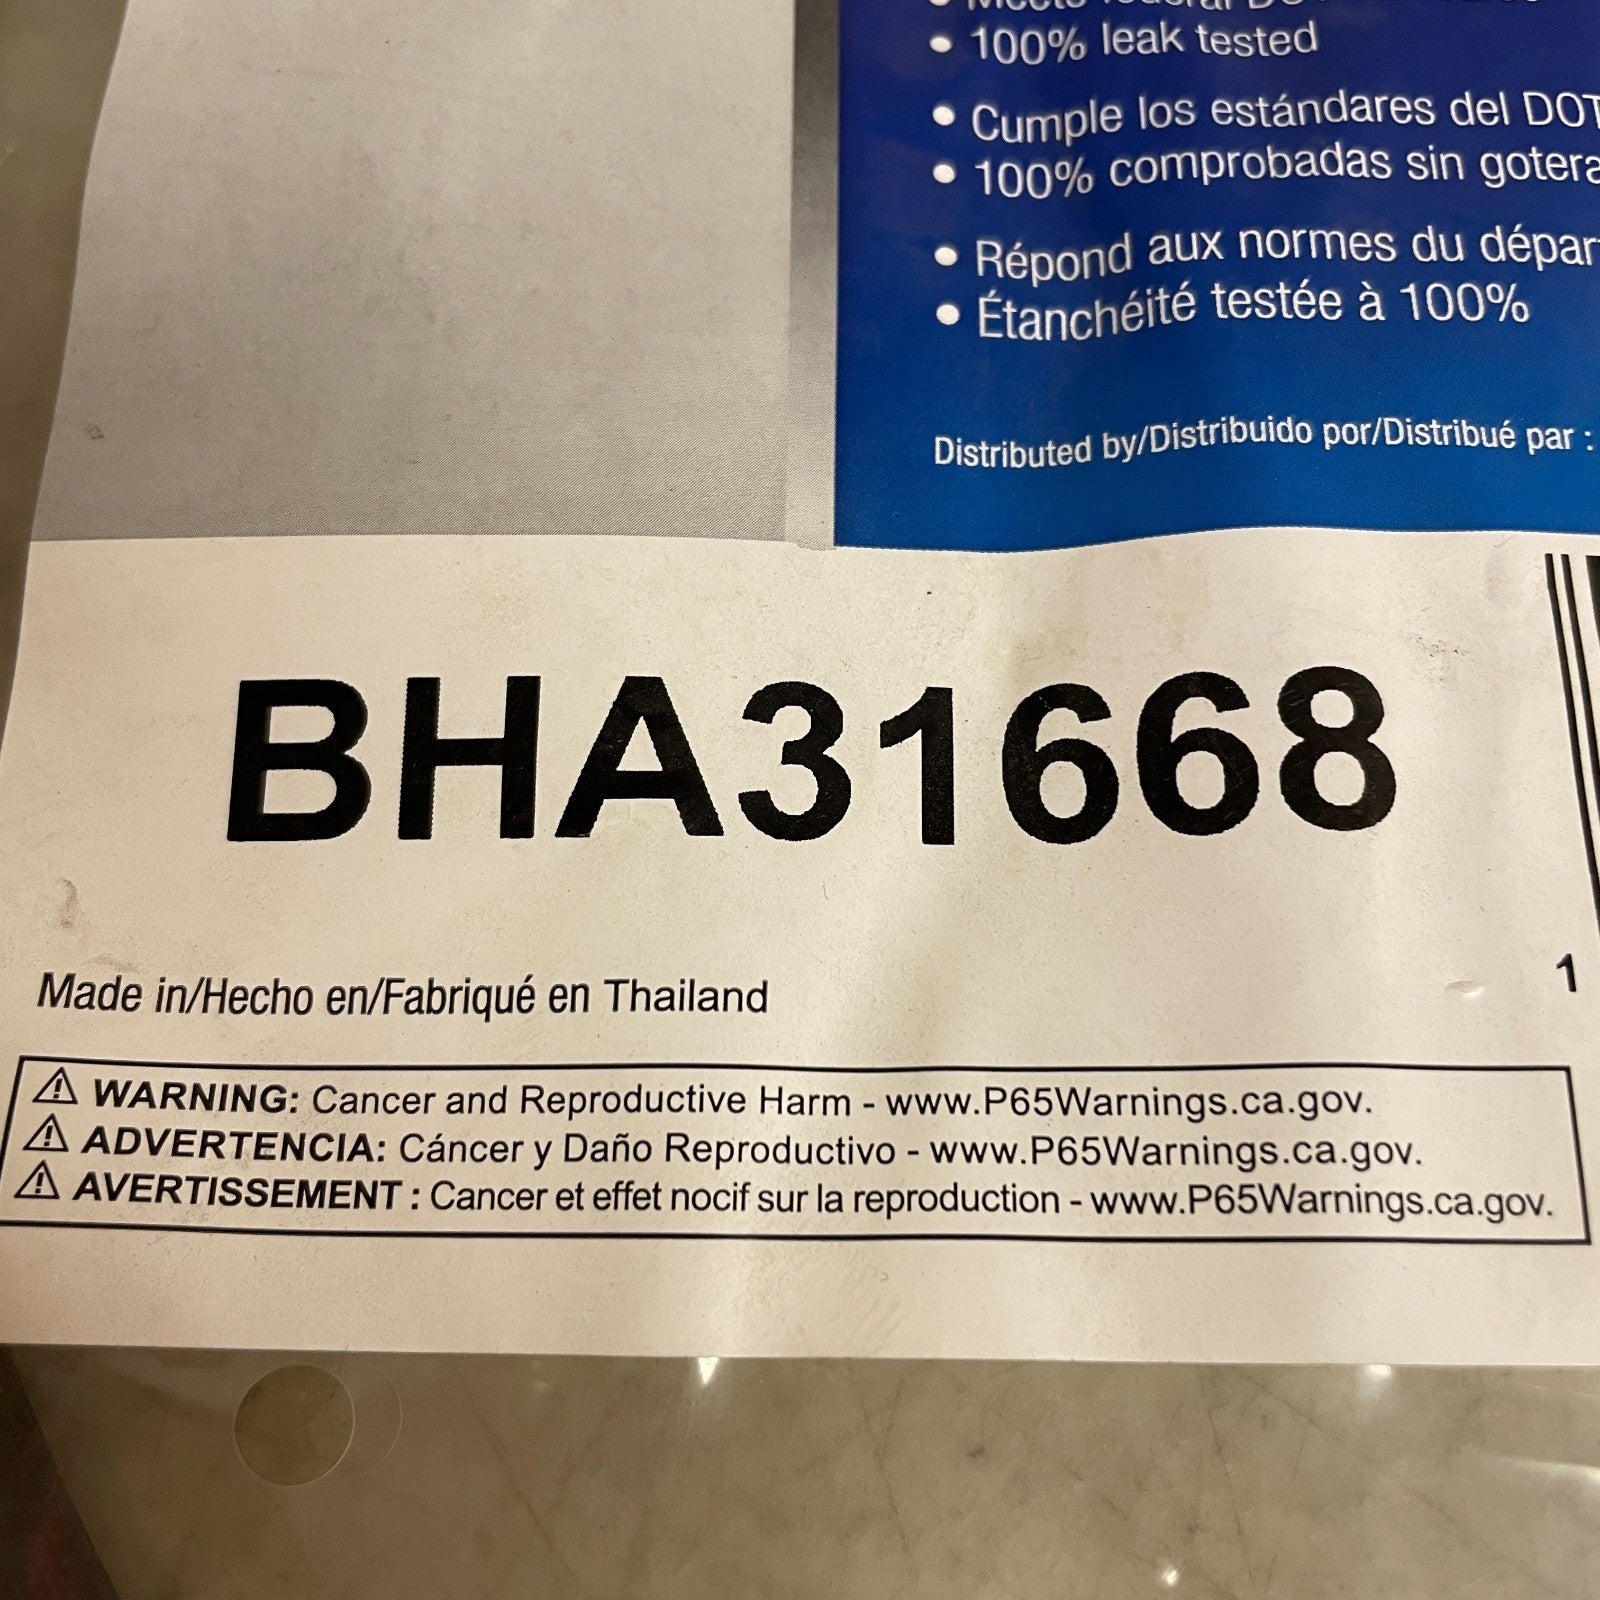 • 100% leak tested
• Cumple los estándares del DOT
• 100% comprobadas sin
• Répond aux normes du
• Étanchéité testée à 100%
Distributed by/Distribuido por/Distribué par :
BHA31668
1
Made in/Hecho en/Fabriqué en Thailand
⚠ WARNING: Cancer and Reproductive Harm - www.P65Warnings.ca.gov.
⚠ ADVERTENCIA: Cáncer y Daño Reproductivo - www.P65Warnings.ca.gov.
⚠ AVERTISSEMENT : Cancer et effet nocif sur la reproduction - www.P65Warnings.ca.gov.